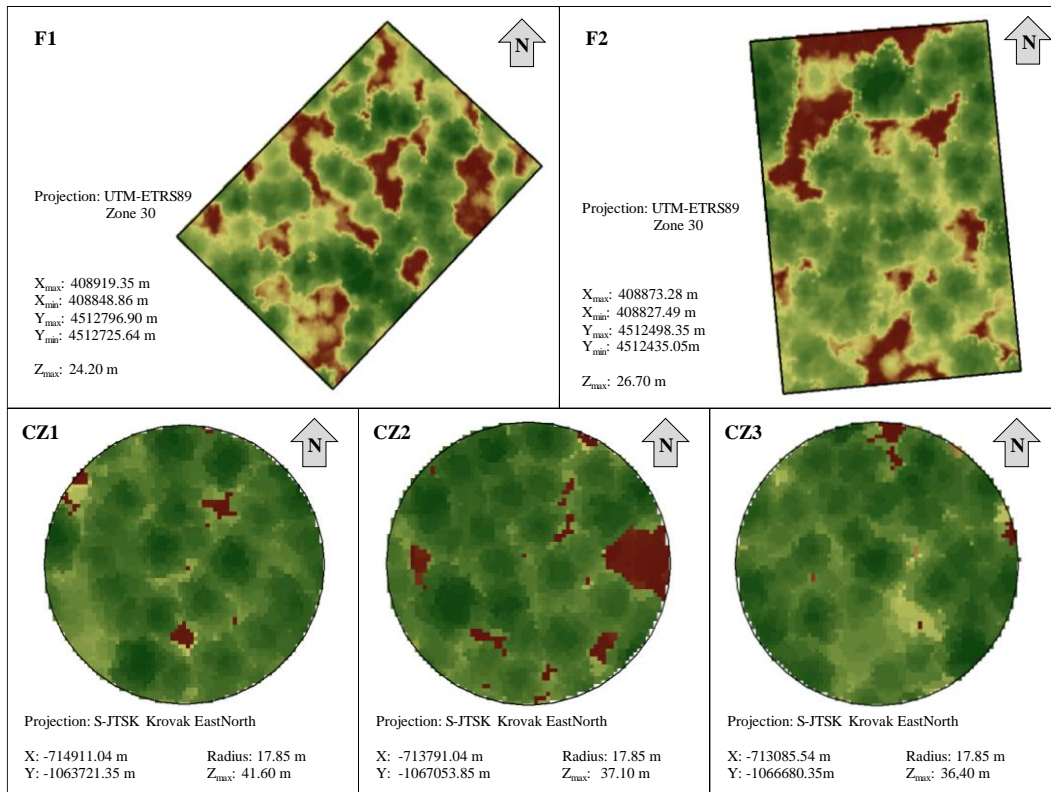 F1
N
Projection: UTM-ETRS89
Zone 30
Xmax: 408919.35 m
Xmin: 408848.86 m
Ymax: 4512796.90 m
Ymin: 4512725.64 m
Zmax: 24.20 m
F2
N
Projection: UTM-ETRS89
Zone 30
Xmax: 408873.28 m
Xmin: 408827.49 m
Ymax: 4512498.35 m
Ymin: 4512435.05m
Zmax: 26.70 m
CZ1
N
Projection: S-JTSK Krovak EastNorth
X: -714911.04 m Radius: 17.85 m
Y: -1063721.35 m Zmax: 41.60 m
CZ2
N
Projection: S-JTSK Krovak EastNorth
X: -713791.04 m Radius: 17.85 m
Y: -1067053.85 m Zmax: 37.10 m
CZ3
N
Projection: S-JTSK Krovak EastNorth
X: -713085.54 m Radius: 17.85 m
Y: -1066680.35m Zmax: 36,40 m